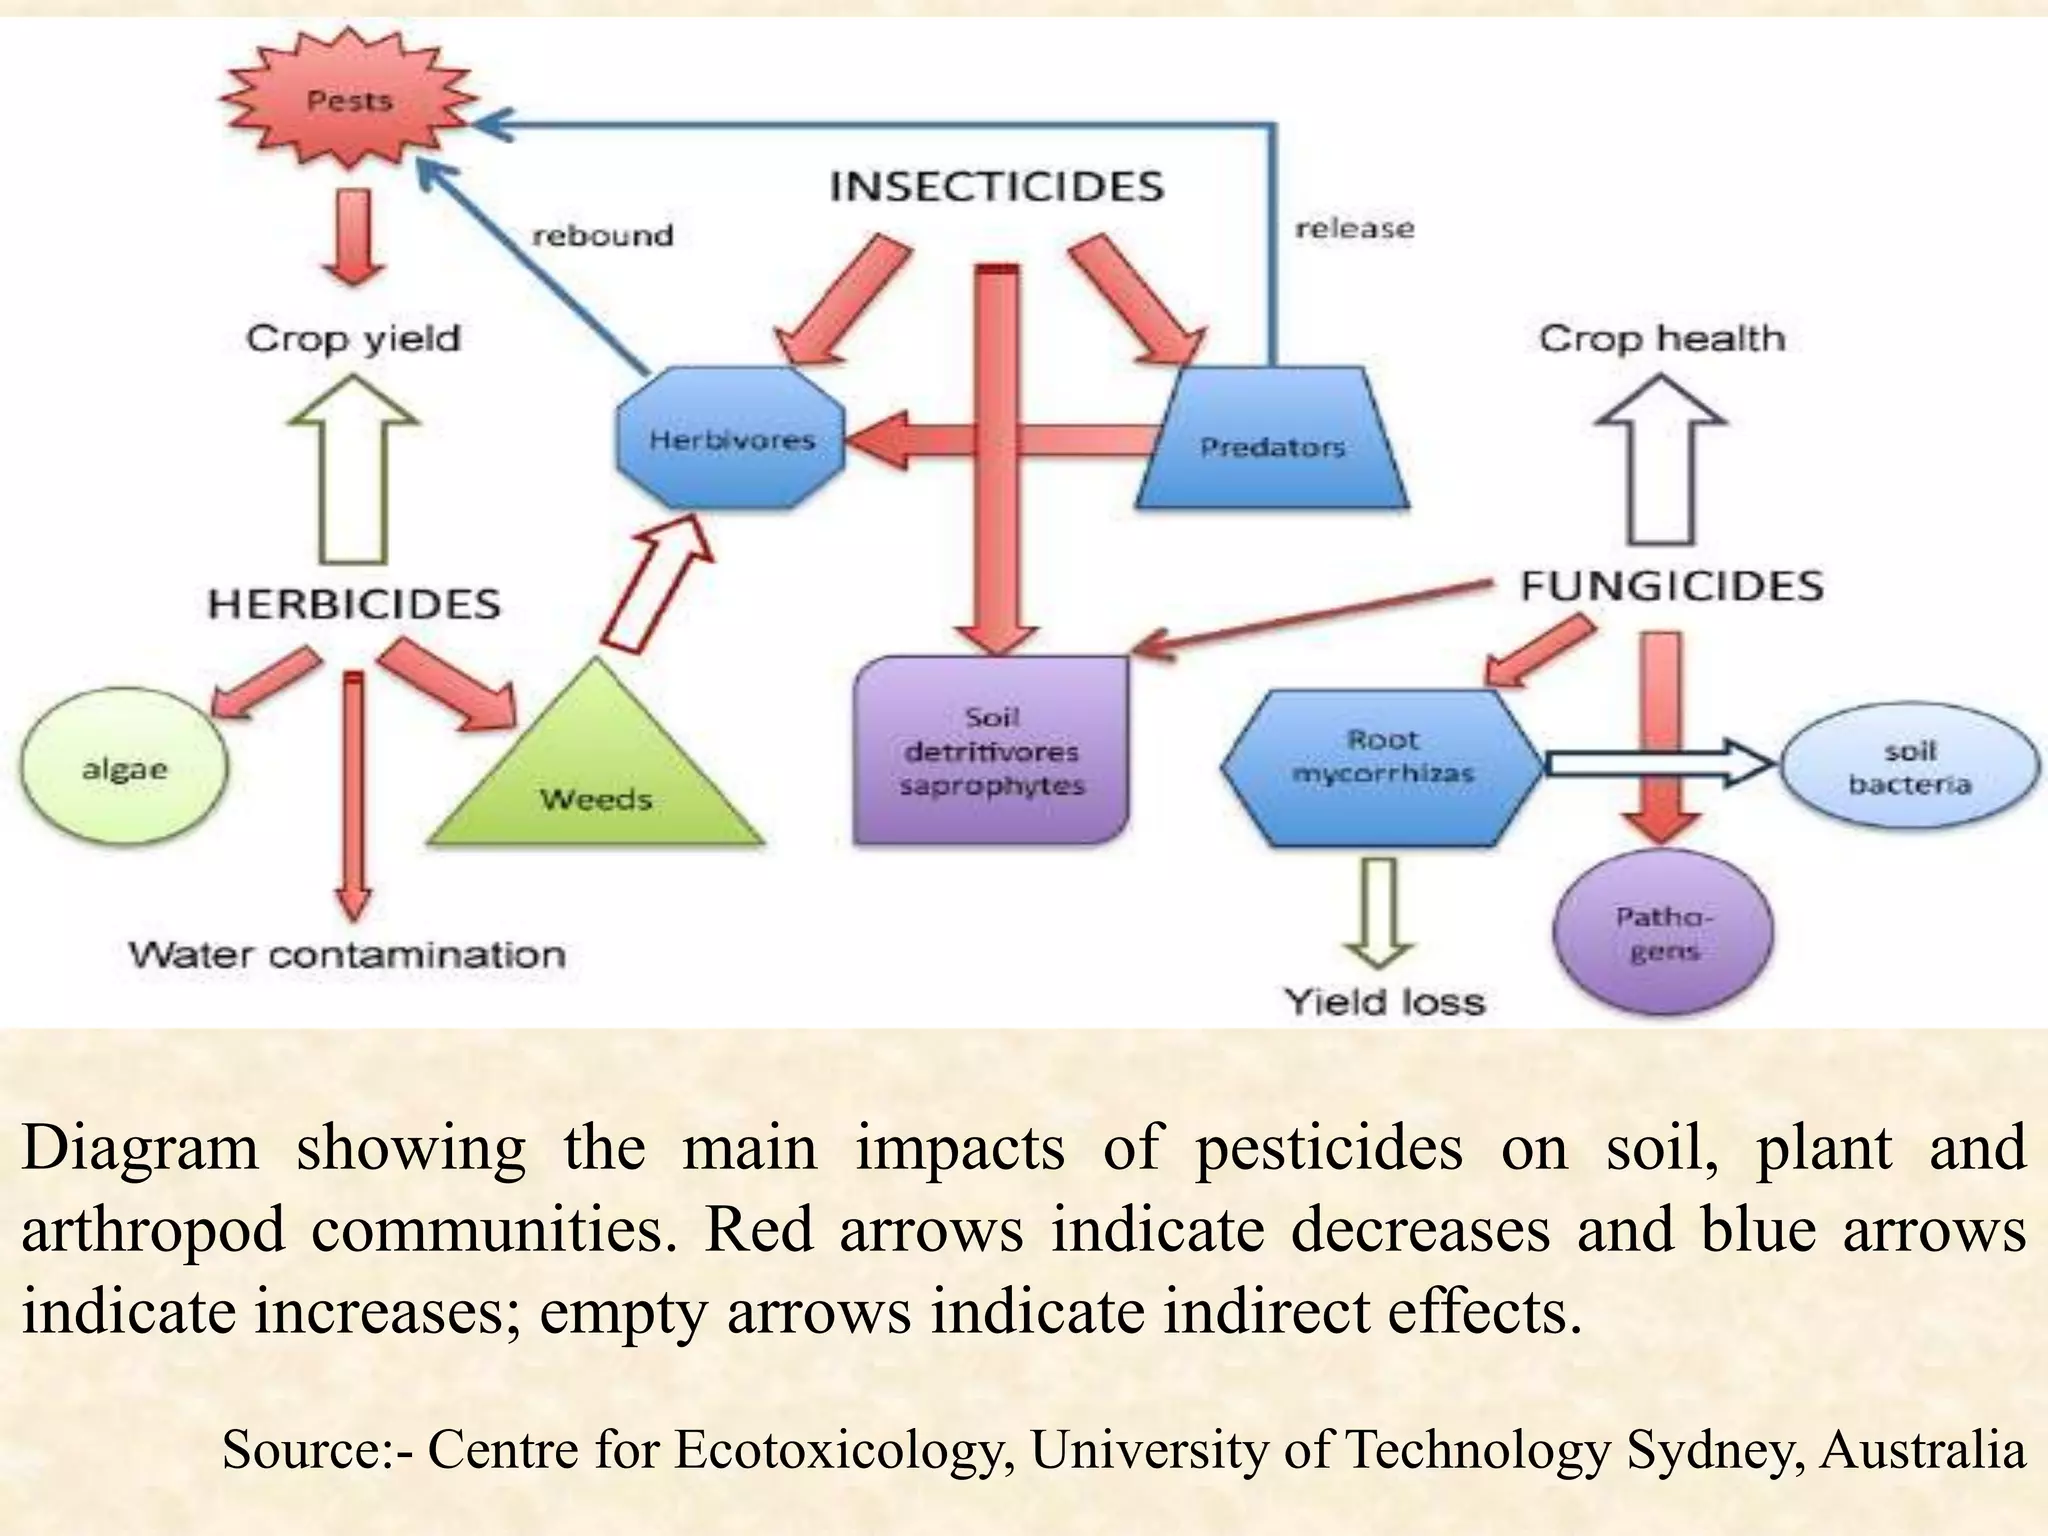 Pests
INSECTICIDES
rebound
release
Crop yield
Crop health
Herbivores
Predators
HERBICIDES
FUNGICIDES
algae
Weeds
Soil
detritivores
saprophytes
Root
mycorrhizas
soil
bacteria
Water contamination
Patho-
gens
Yield loss
Diagram showing the main impacts of pesticides on soil, plant and
arthropod communities. Red arrows indicate decreases and blue arrows
indicate increases; empty arrows indicate indirect effects.
Source:- Centre for Ecotoxicology, University of Technology Sydney, Australia